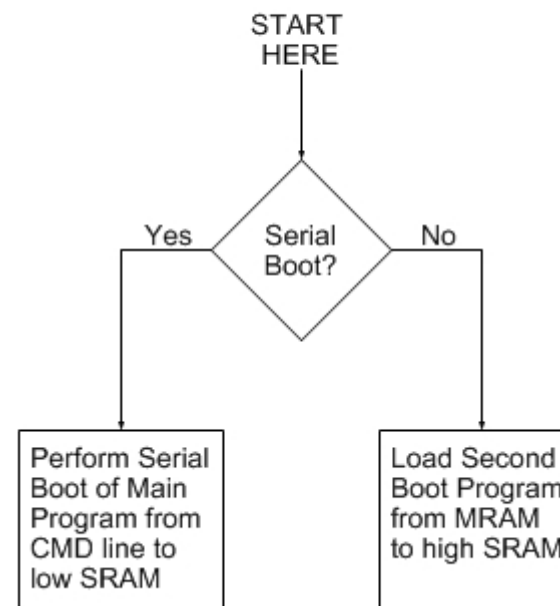 START
HERE
Yes
Serial
Boot?
No
Perform Serial
Boot of Main
Program from
CMD line to
low SRAM
Load Second
Boot Program
from MRAM
to high SRAM